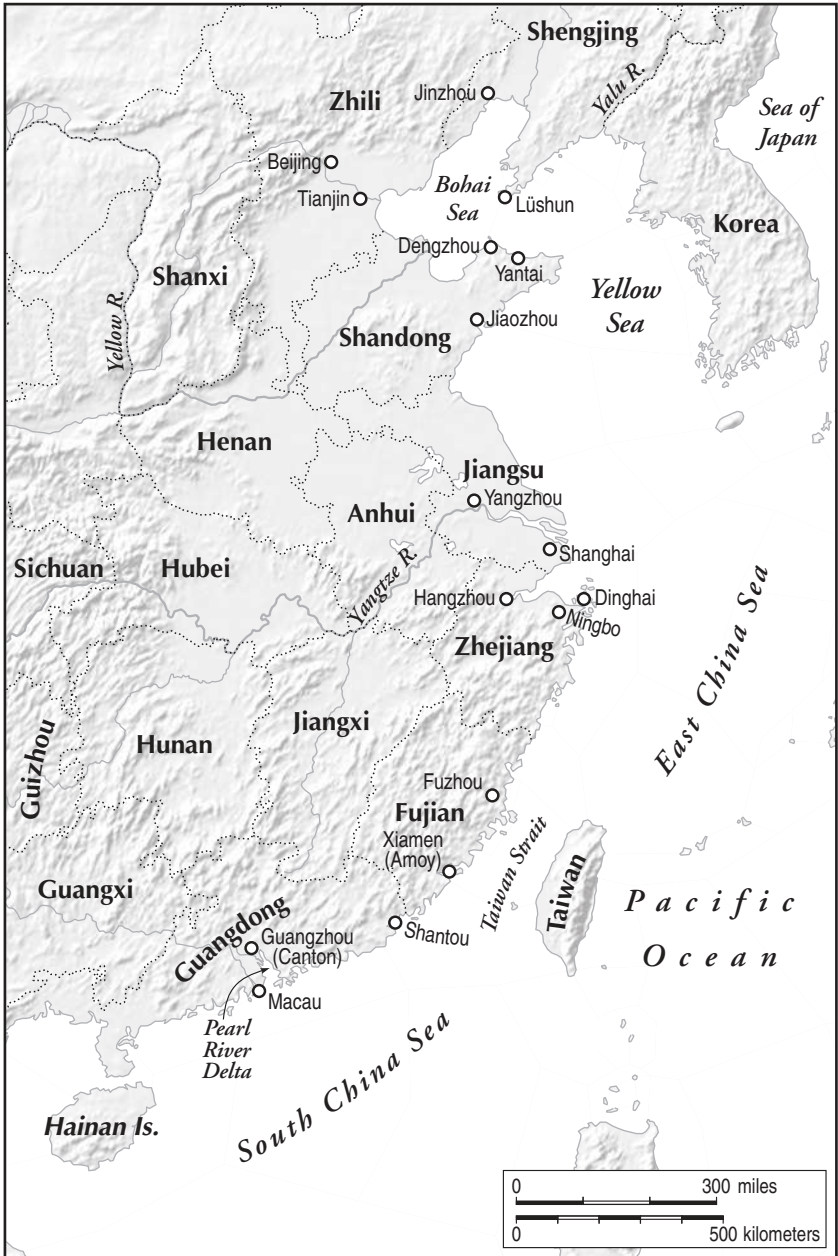 Shengjing
Zhili
Jinzhou
Yalu R.
Sea of
Japan
Beijing
Tianjin
Bohai
Sea
Lüshun
Korea
Dengzhou
Yantai
Shanxi
Yellow R.
Yellow
Sea
Jiaozhou
Shandong
Henan
Jiangsu
Yangzhou
Anhui
Shanghai
Sichuan
Hubei
Yangtze R.
Hangzhou
Dinghai
Ningbo
Zhejiang
East China Sea
Guizhou
Hunan
Jiangxi
Fuzhou
Fujian
Xiamen
(Amoy)
Taiwan Strait
Taiwan
Guangxi
Pacific
Ocean
Guangdong
Guangzhou
(Canton)
Shantou
Macau
Pearl
River
Delta
South China Sea
Hainan Is.
0 300 miles
0 500 kilometers